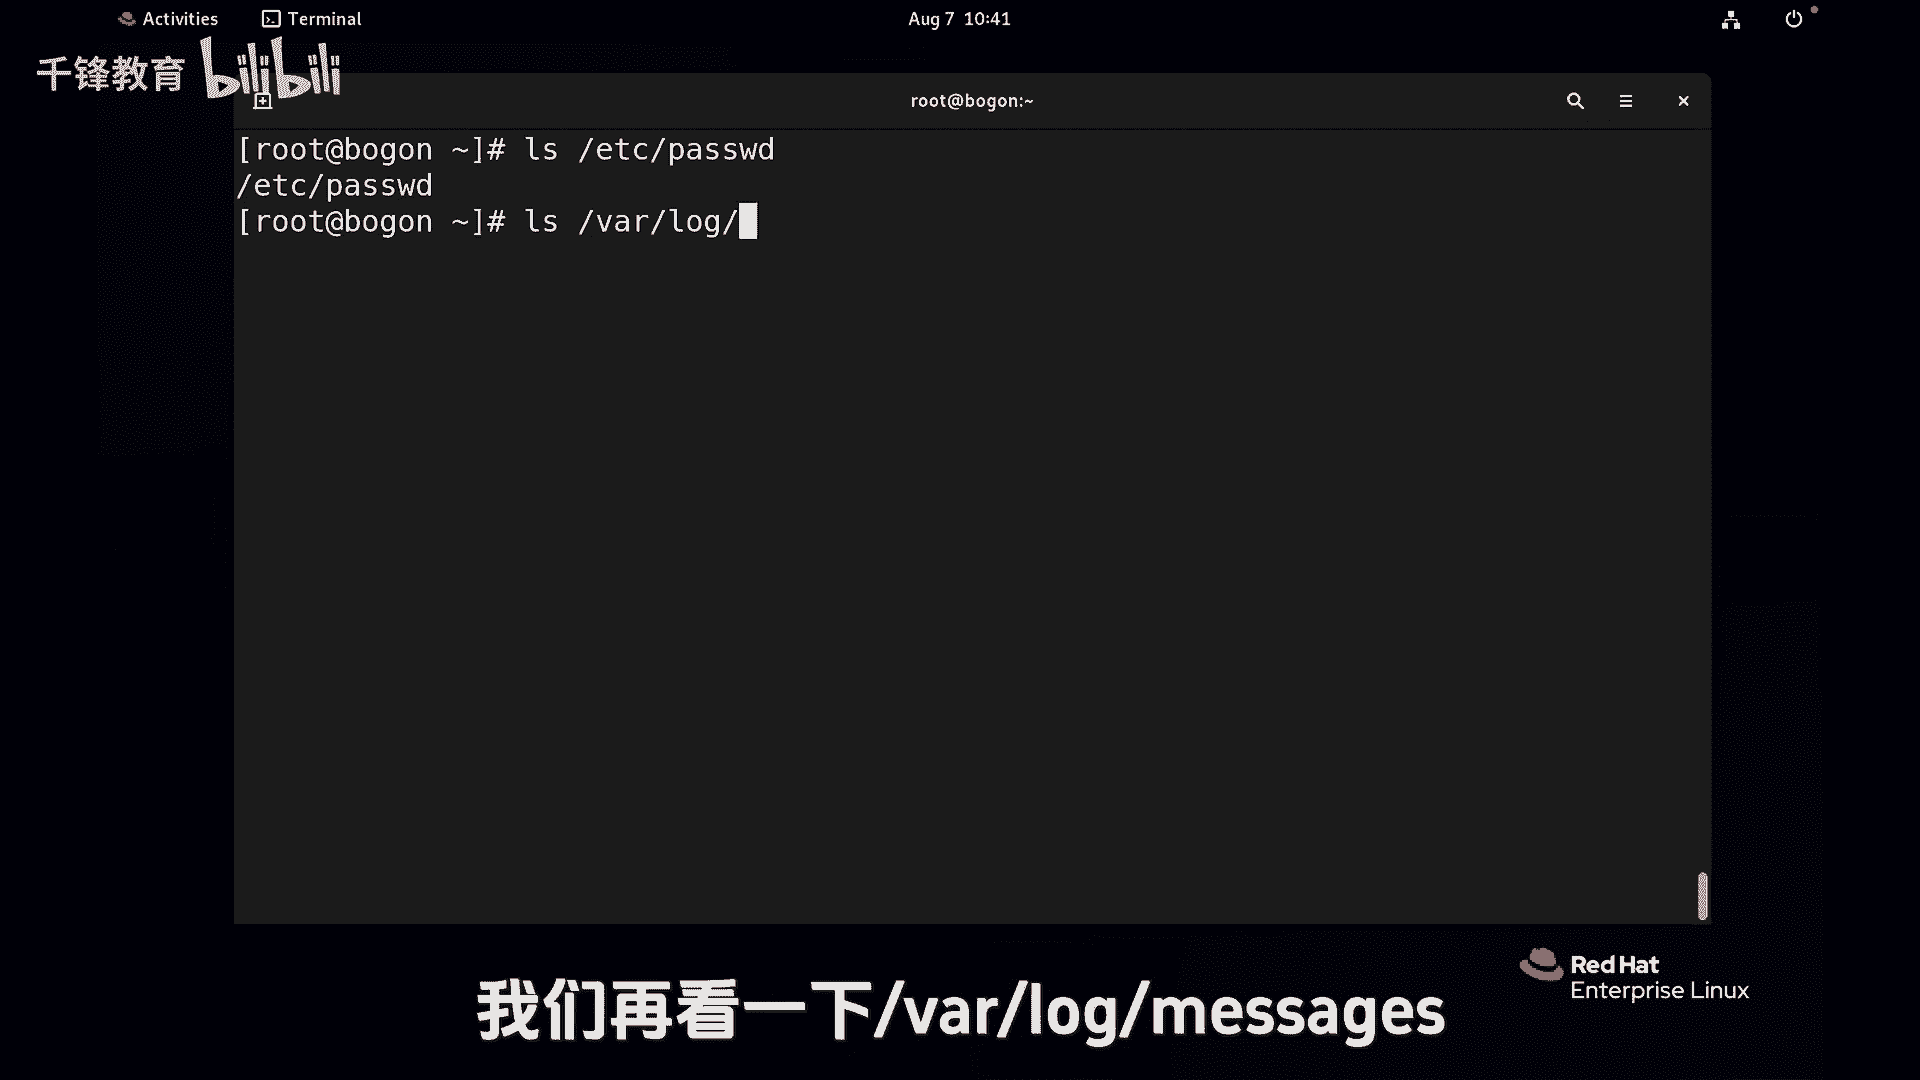 Activities
Terminal
Aug 7 10:41
千锋教育 bilibili
root@bogon:~
[root@bogon ~]# ls /etc/passwd
/etc/passwd
[root@bogon ~]# ls /var/log/
Red Hat
Enterprise Linux
我们再看一下/var/log/messages